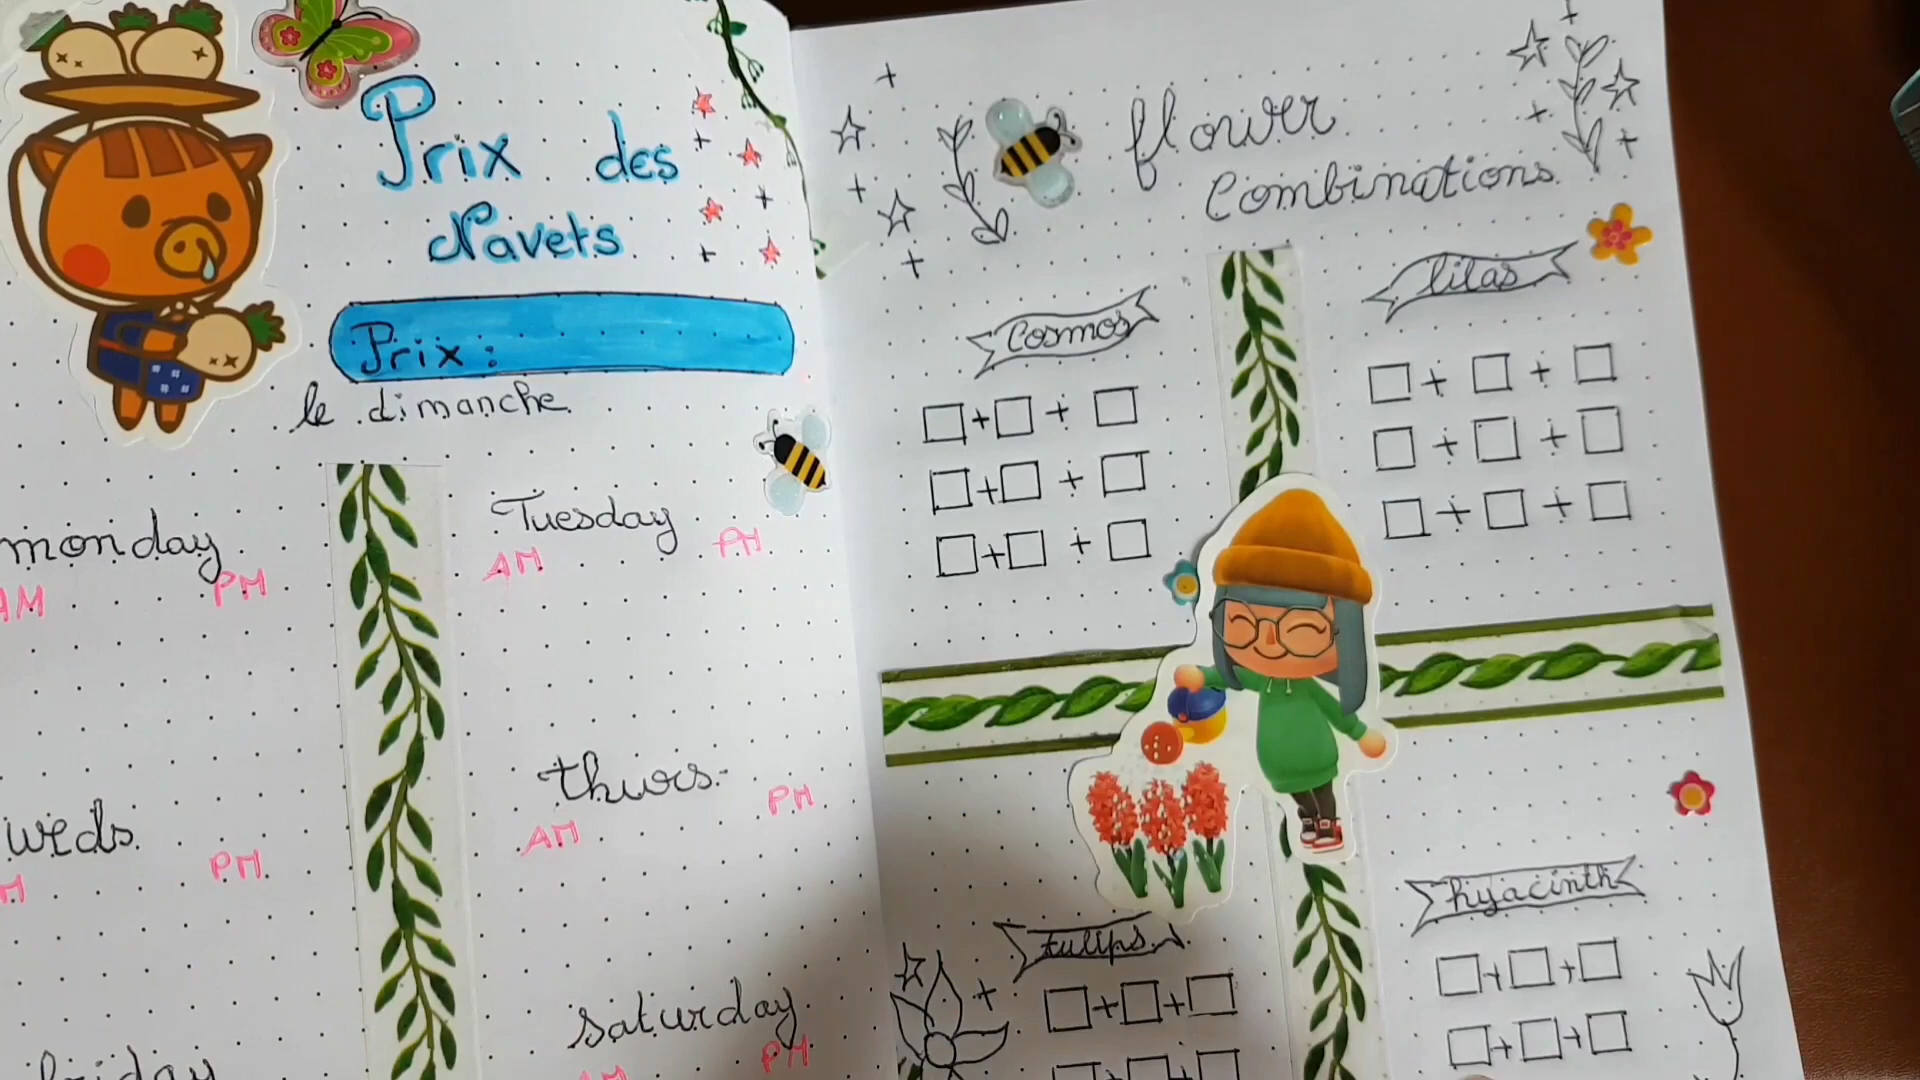 Prix des
Navets
Prix :
le dimanche
monday
AM PM
Tuesday
AM PM
weds.
PM
thurs.
AM PM
friday
saturday
AM PM
flower
Combinations
Cosmos
□+□+□
□+□+□
□+□+□
lilas
□+□+□
□+□+□
□+□+□
tulips
□+□+□
□+□+□
hyacinth
□+□+□
□+□+□